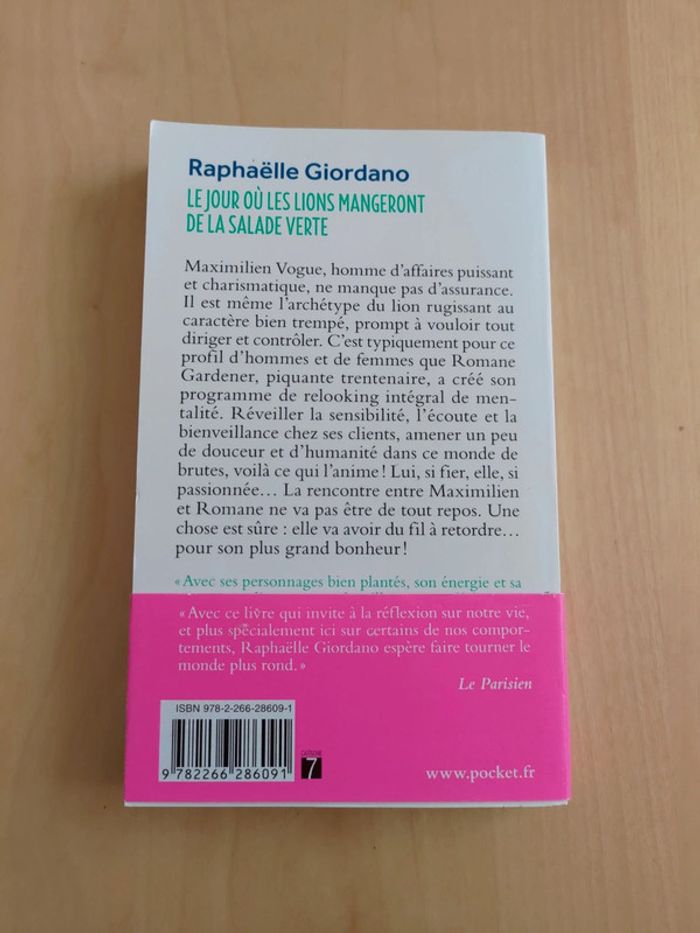 Raphaëlle Giordano
LE JOUR OÙ LES LIONS MANGERONT
DE LA SALADE VERTE
Maximilien Vogue, homme d’affaires puissant
et charismatique, ne manque pas d’assurance.
Il est même l’archétype du lion rugissant au
caractère bien trempé, prompt à vouloir tout
diriger et contrôler. C’est typiquement pour ce
profil d’hommes et de femmes que Romane
Gardener, piquante trentenaire, a créé son
programme de relooking intégral de men-
talité. Réveiller la sensibilité, l’écoute et la
bienveillance chez ses clients, amener un peu
de douceur et d’humanité dans ce monde de
brutes, voilà ce qui l’anime ! Lui, si fier, elle, si
passionnée… La rencontre entre Maximilien
et Romane ne va pas être de tout repos. Une
chose est sûre : elle va avoir du fil à retordre…
pour son plus grand bonheur !
« Avec ses personnages bien plantés, son énergie et sa
« Avec ce livre qui invite à la réflexion sur notre vie,
et plus spécialement ici sur certains de nos compor-
tements, Raphaëlle Giordano espère faire tourner le
monde plus rond. »
Le Parisien
ISBN 978-2-266-28609-1
9 782266 286091
CATÉGORIE
7
www.pocket.fr